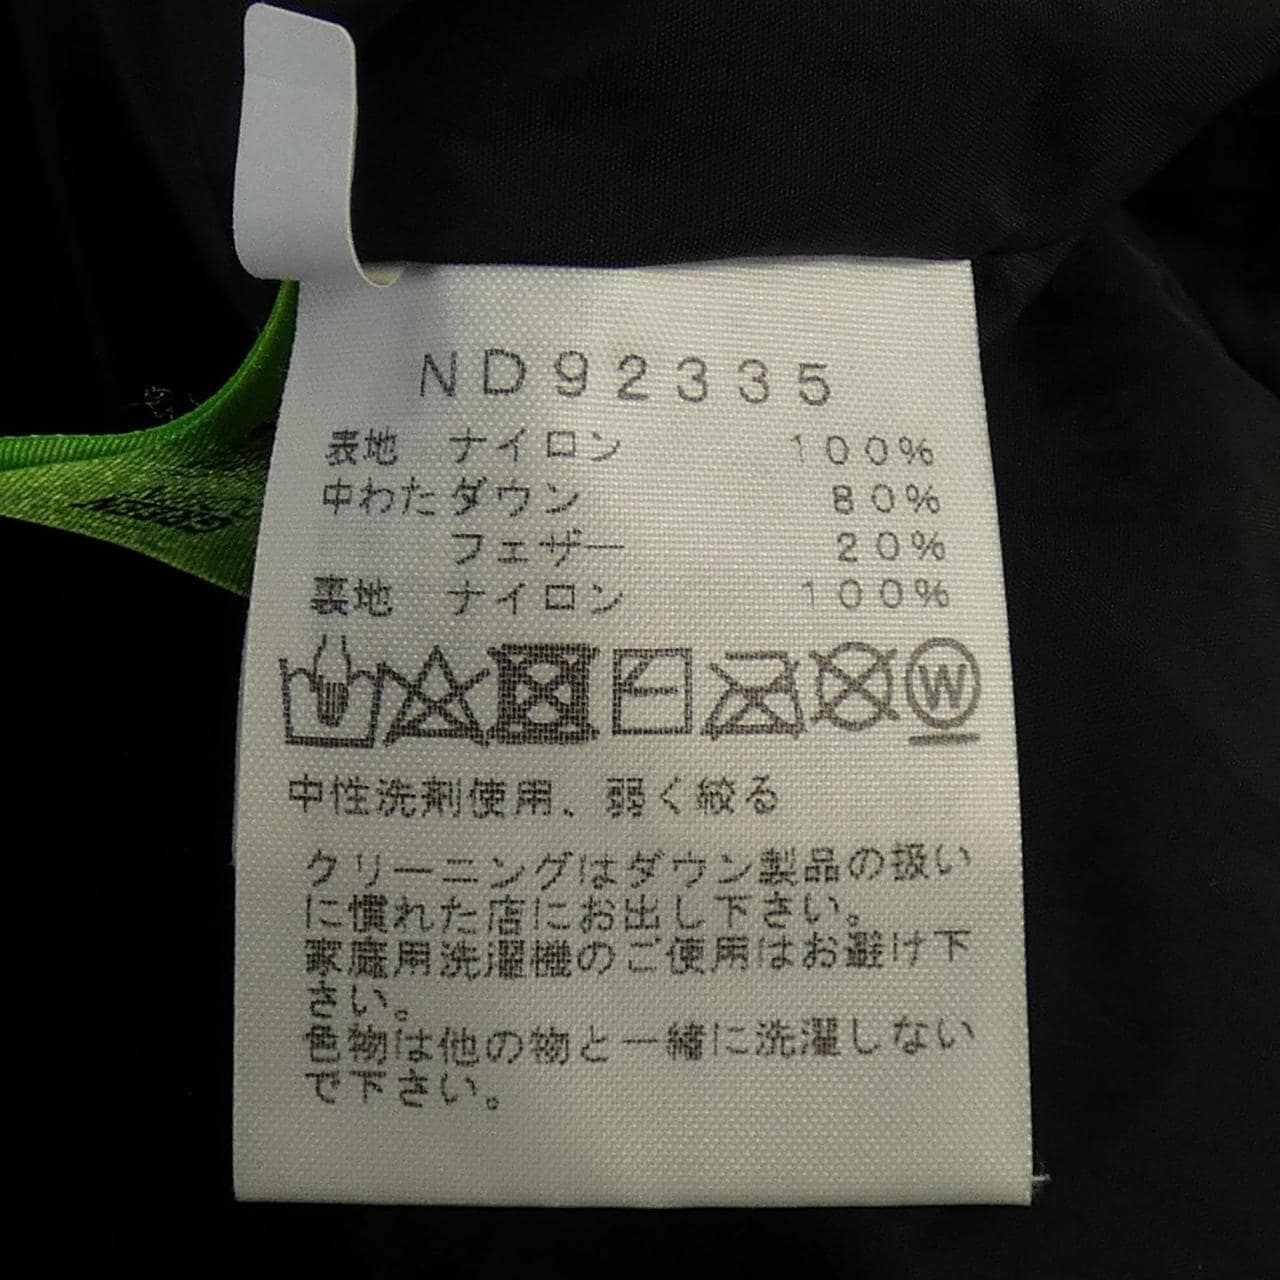 ND92335
表地 ナイロン 100%
中わた ダウン 80%
フェザー 20%
裏地 ナイロン 100%
W
中性洗剤使用、弱く絞る
クリーニングはダウン製品の扱い
に慣れた店にお出し下さい。
家庭用洗濯機のご使用はお避け下
さい。
色物は他の物と一緒に洗濯しない
で下さい。